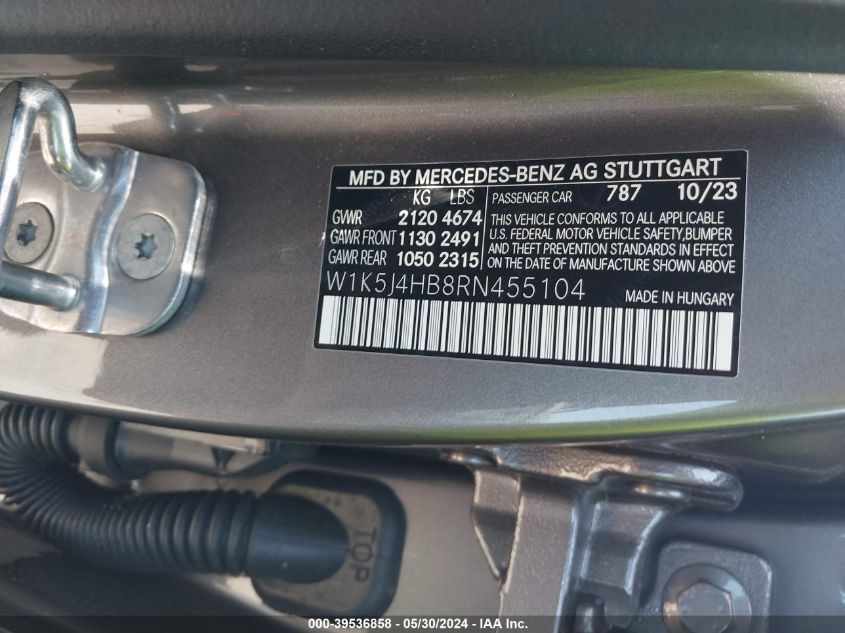 MFD BY MERCEDES-BENZ AG STUTTGART
KG LBS PASSENGER CAR 787 10/23
GVWR 2120 4674
GAWR FRONT 1130 2491
GAWR REAR 1050 2315
THIS VEHICLE CONFORMS TO ALL APPLICABLE
U.S. FEDERAL MOTOR VEHICLE SAFETY,BUMPER
AND THEFT PREVENTION STANDARDS IN EFFECT
ON THE DATE OF MANUFACTURE SHOWN ABOVE
W1K5J4HB8RN455104 MADE IN HUNGARY
TOP
000-39536858 - 05/30/2024 - IAA Inc.